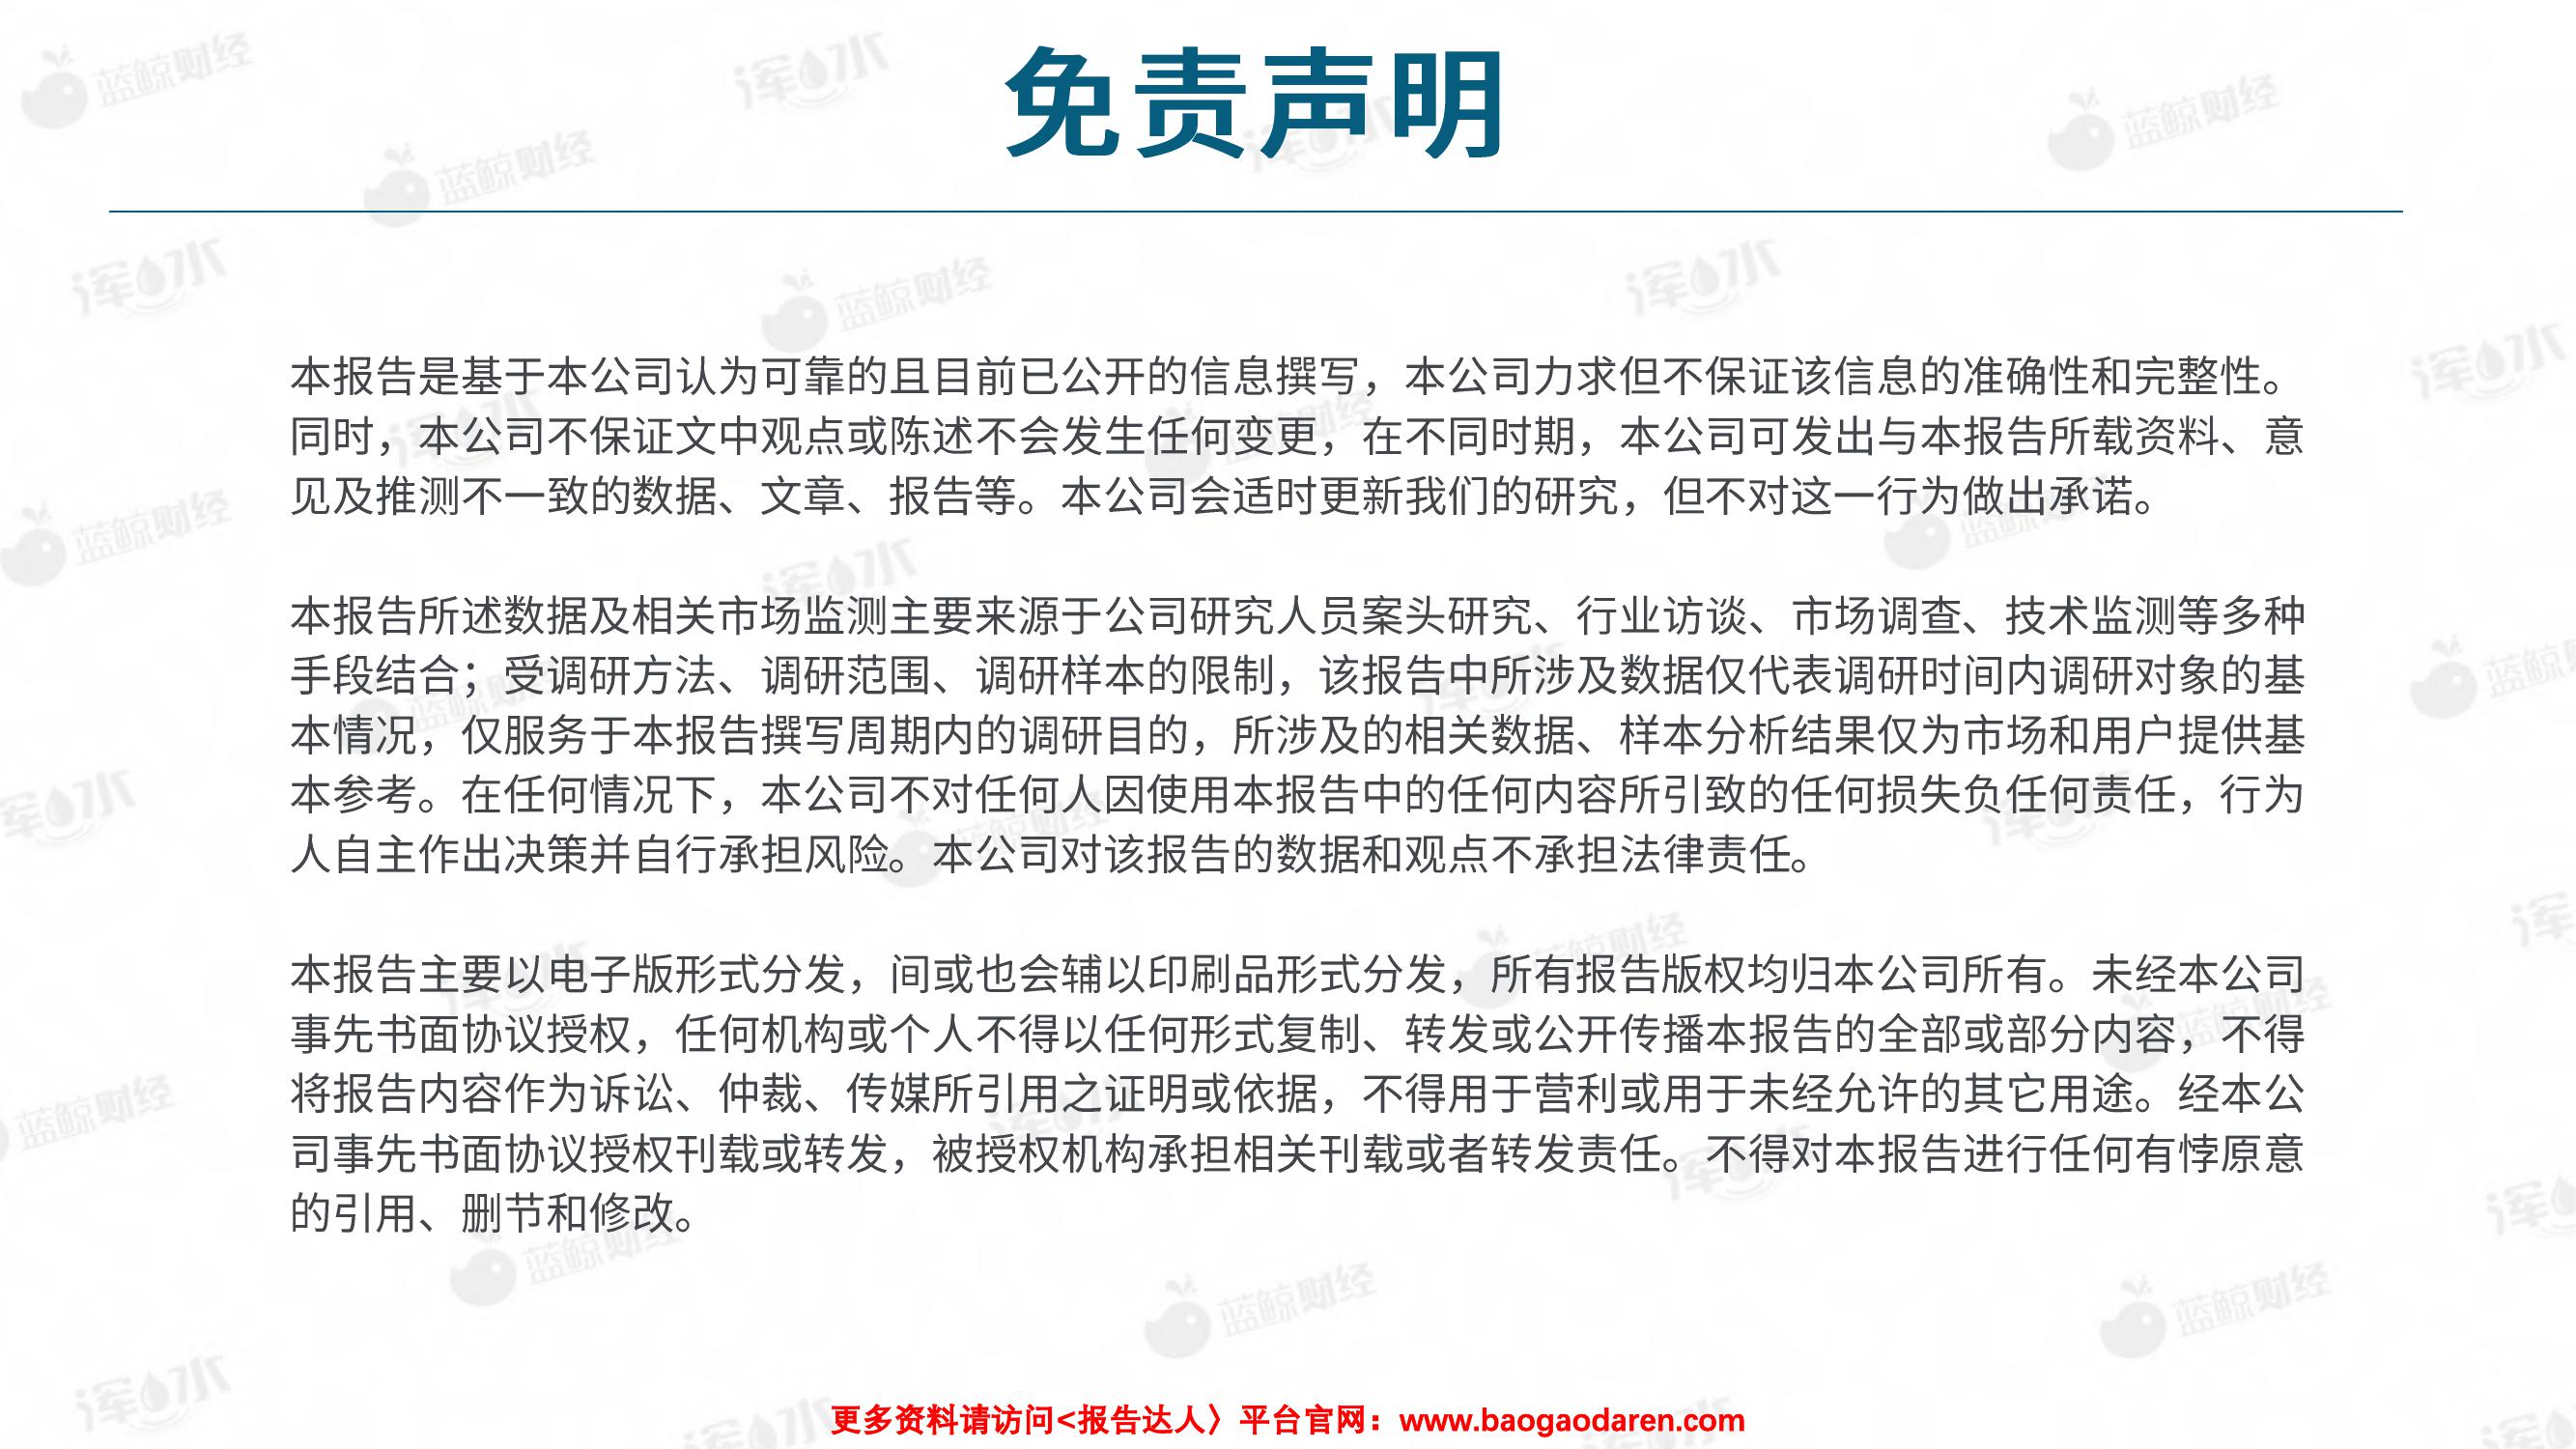 免责声明
本报告是基于本公司认为可靠的且目前已公开的信息撰写，本公司力求但不保证该信息的准确性和完整性。
同时，本公司不保证文中观点或陈述不会发生任何变更，在不同时期，本公司可发出与本报告所载资料、意
见及推测不一致的数据、文章、报告等。本公司会适时更新我们的研究，但不对这一行为做出承诺。
本报告所述数据及相关市场监测主要来源于公司研究人员案头研究、行业访谈、市场调查、技术监测等多种
手段结合；受调研方法、调研范围、调研样本的限制，该报告中所涉及数据仅代表调研时间内调研对象的基
本情况，仅服务于本报告撰写周期内的调研目的，所涉及的相关数据、样本分析结果仅为市场和用户提供基
本参考。在任何情况下，本公司不对任何人因使用本报告中的任何内容所引致的任何损失负任何责任，行为
人自主作出决策并自行承担风险。本公司对该报告的数据和观点不承担法律责任。
本报告主要以电子版形式分发，间或也会辅以印刷品形式分发，所有报告版权均归本公司所有。未经本公司
事先书面协议授权，任何机构或个人不得以任何形式复制、转发或公开传播本报告的全部或部分内容，不得
将报告内容作为诉讼、仲裁、传媒所引用之证明或依据，不得用于营利或用于未经允许的其它用途。经本公
司事先书面协议授权刊载或转发，被授权机构承担相关刊载或者转发责任。不得对本报告进行任何有悖原意
的引用、删节和修改。
更多资料请访问<报告达人〉平台官网：www.baogaodaren.com
蓝鲸财经
浑水